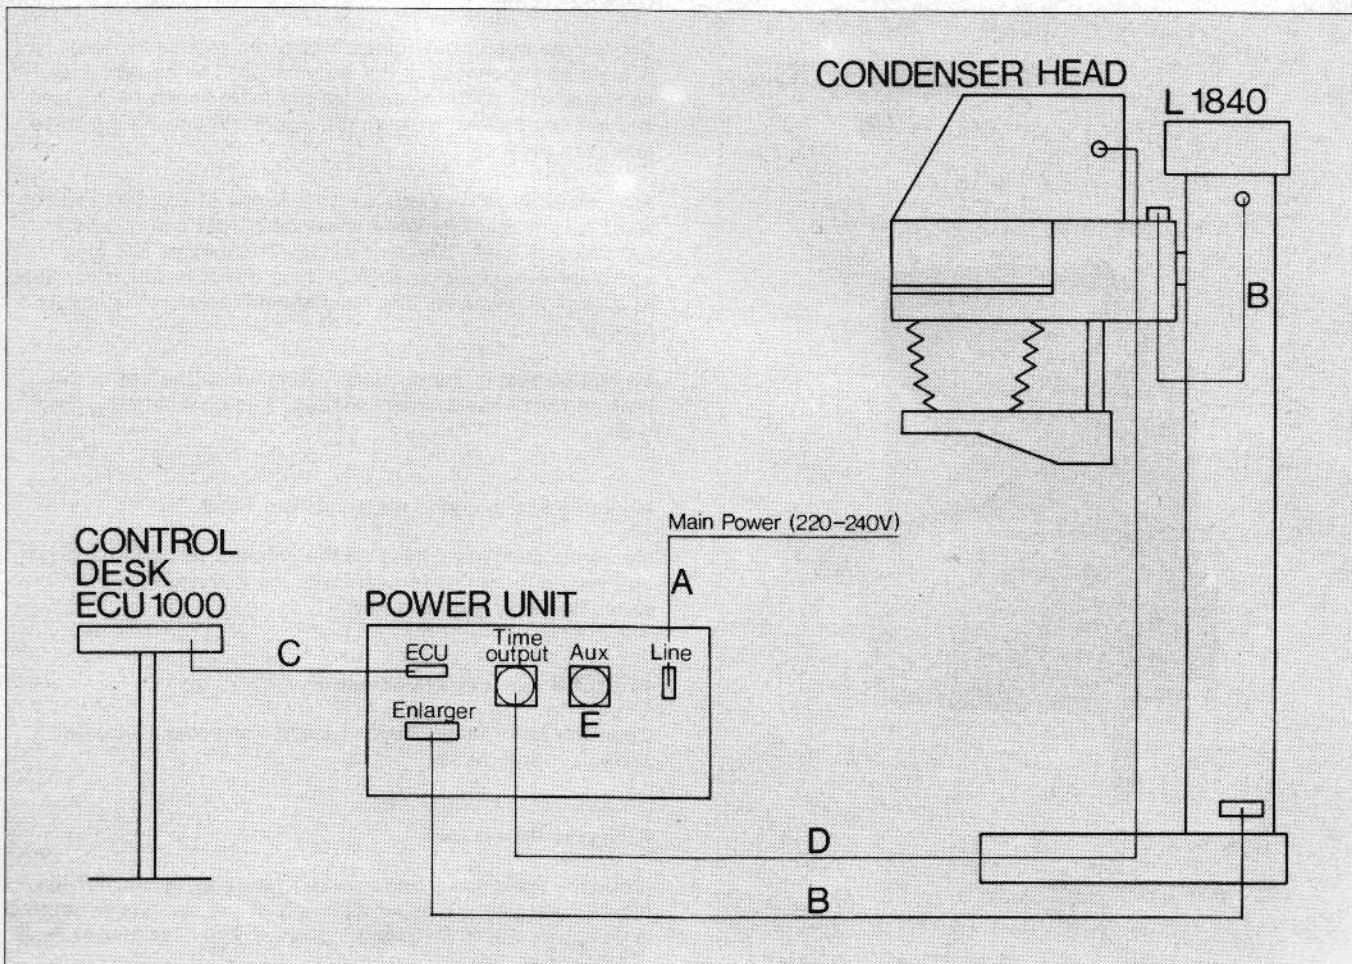 CONDENSER HEAD
L 1840
B
Main Power (220-240V)
A
CONTROL
DESK
ECU 1000
C
POWER UNIT
ECU
Time
output
Aux
Line
Enlarger
E
D
B